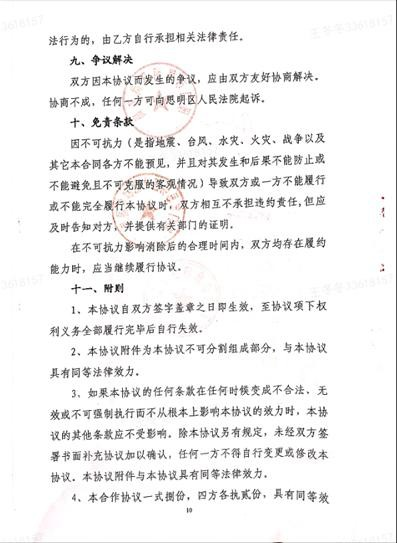 法行为的，由乙方自行承担相关法律责任。
九、争议解决
双方因本协议而发生的争议，应由双方友好协商解决。
协商不成，任何一方可向思明区人民法院起诉。
十、免责条款
因不可抗力（是指地震、台风、水灾、火灾、战争以及
其它本合同各方不能预见，并且对其发生和后果不能防止或
不能避免且不可克服的客观情况）导致双方或一方不能履行
或不能完全履行本协议时，双方相互不承担违约责任，但应
及时告知对方，并提供有关部门的证明。
在不可抗力影响消除后的合理时间内，双方均存在履约
能力时，应当继续履行协议。
十一、附则
1、本协议自双方签字盖章之日即生效，至协议项下权
利义务全部履行完毕后自行失效。
2、本协议附件为本协议不可分割组成部分，与本协议
具有同等法律效力。
3、如果本协议的任何条款在任何时候变成不合法、无
效或不可强制执行而不从根本上影响本协议的效力时，本协
议的其他条款应不受影响。除本协议另有规定，未经双方签
署书面补充协议加以确认，任何一方不得自行变更或修改本
协议。本协议附件与本协议具有同等法律效力。
4、本合作协议一式捌份，四方各执贰份，具有同等效
10
王冬冬33618157